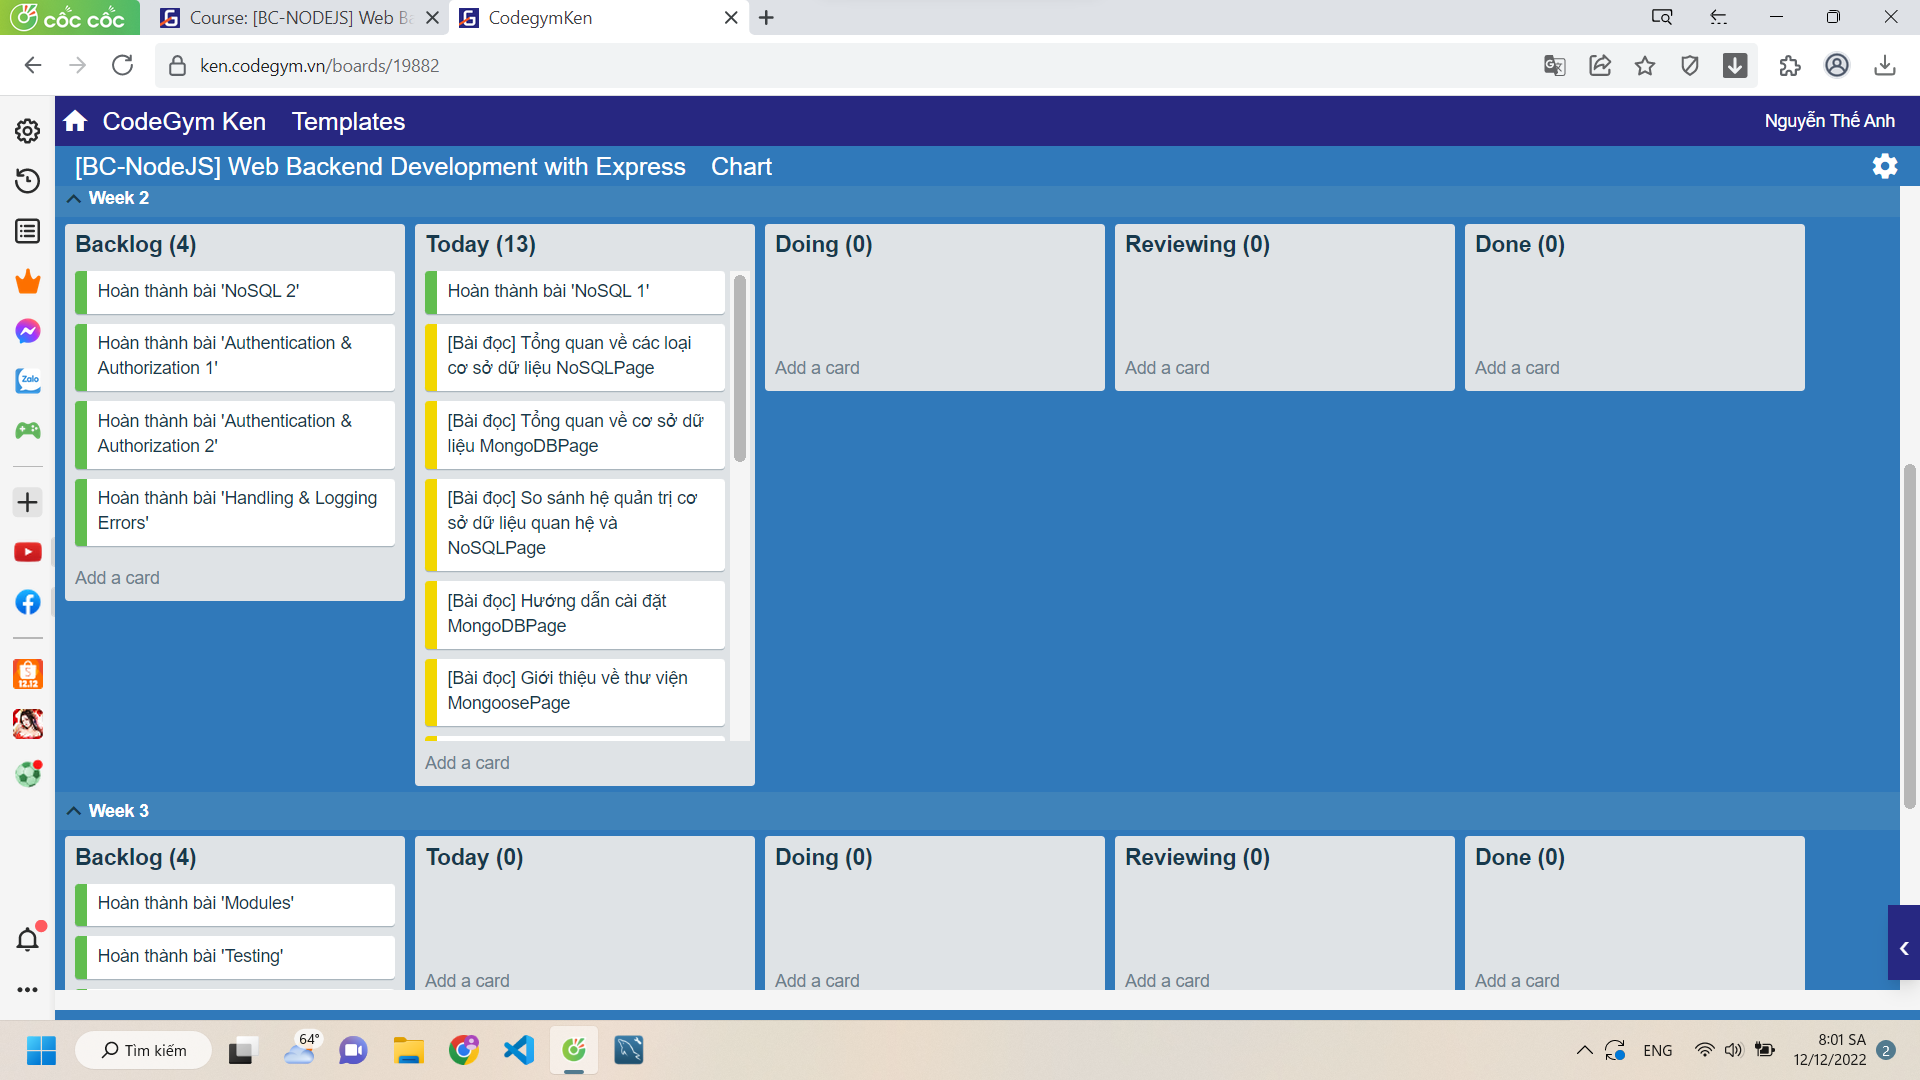 cốc cốc
Course: [BC-NODEJS] Web Ba
CodegymKen
ken.codegym.vn/boards/19882
CodeGym Ken
Templates
Nguyễn Thế Anh
[BC-NodeJS] Web Backend Development with Express
Chart
Week 2
Backlog (4)
Hoàn thành bài 'NoSQL 2'
Hoàn thành bài 'Authentication &
Authorization 1'
Hoàn thành bài 'Authentication &
Authorization 2'
Hoàn thành bài 'Handling & Logging
Errors'
Add a card
Today (13)
Hoàn thành bài 'NoSQL 1'
[Bài đọc] Tổng quan về các loại
cơ sở dữ liệu NoSQLPage
[Bài đọc] Tổng quan về cơ sở dữ
liệu MongoDBPage
[Bài đọc] So sánh hệ quản trị cơ
sở dữ liệu quan hệ và
NoSQLPage
[Bài đọc] Hướng dẫn cài đặt
MongoDBPage
[Bài đọc] Giới thiệu về thư viện
MongoosePage
Add a card
Doing (0)
Add a card
Reviewing (0)
Add a card
Done (0)
Add a card
Week 3
Backlog (4)
Hoàn thành bài 'Modules'
Hoàn thành bài 'Testing'
Today (0)
Add a card
Doing (0)
Add a card
Reviewing (0)
Add a card
Done (0)
Add a card
Zalo
12.12
Tìm kiếm
64°
ENG
8:01 SA
12/12/2022
2